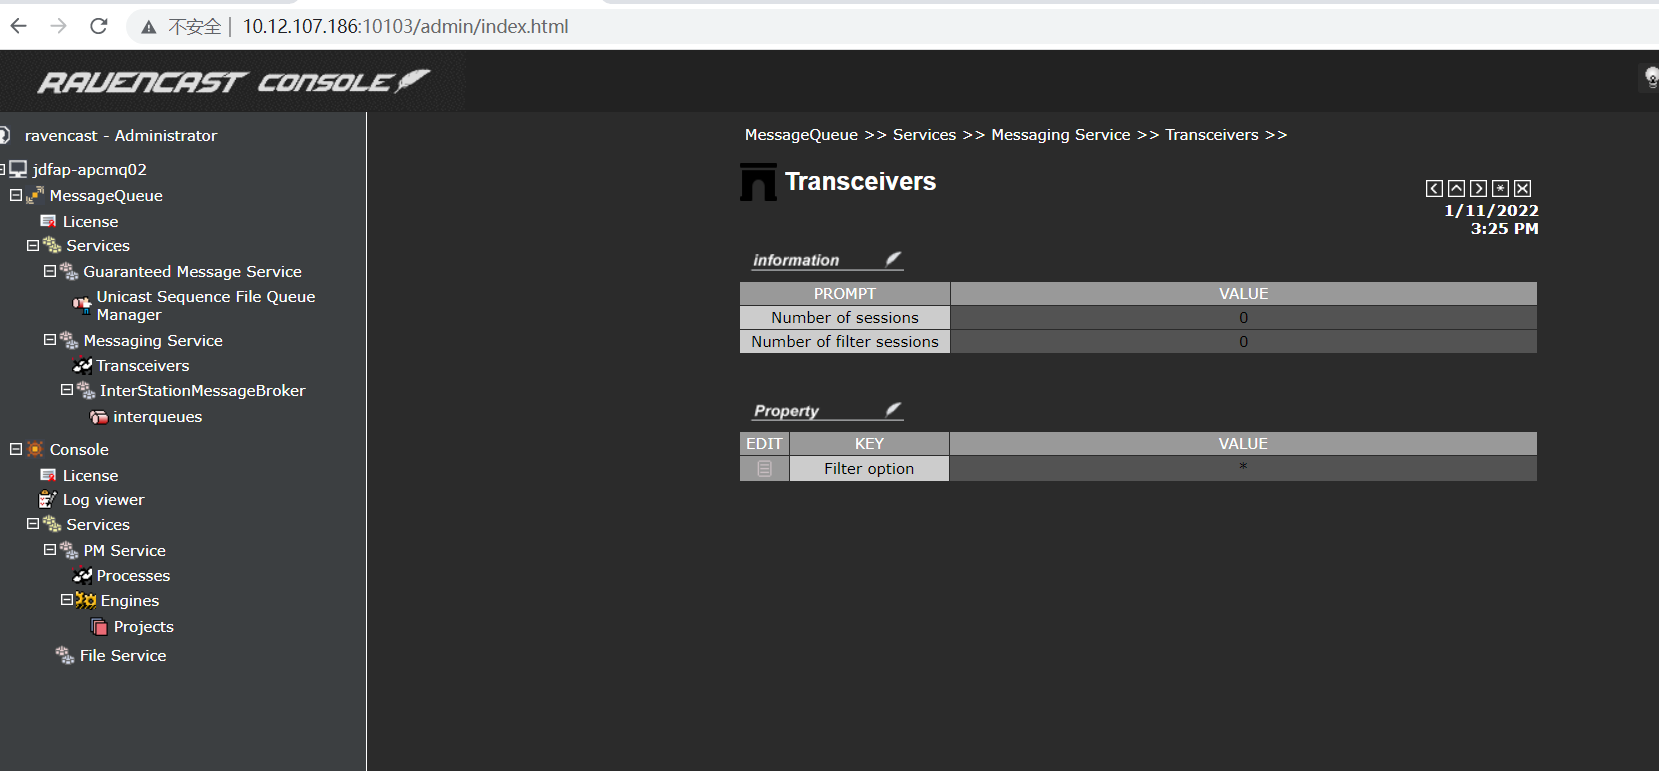 不安全 | 10.12.107.186:10103/admin/index.html
RAVENCAST CONSOLE
ravencast - Administrator
jdfap-apcmq02
MessageQueue
License
Services
Guaranteed Message Service
Unicast Sequence File Queue
Manager
Messaging Service
Transceivers
InterStationMessageBroker
interqueues
Console
License
Log viewer
Services
PM Service
Processes
Engines
Projects
File Service
MessageQueue >> Services >> Messaging Service >> Transceivers >>
Transceivers
1/11/2022
3:25 PM
information
PROMPT VALUE
Number of sessions 0
Number of filter sessions 0
Property
EDIT KEY VALUE
Filter option *